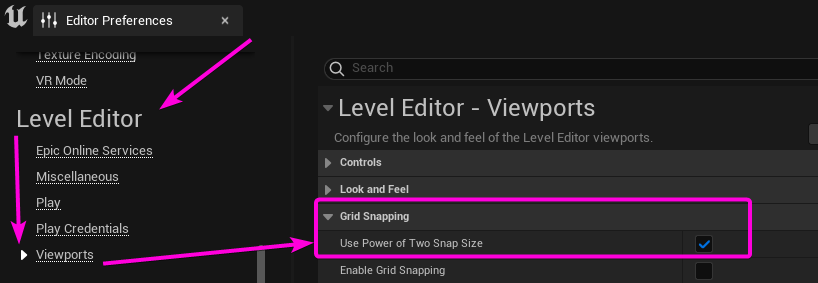 Editor Preferences
Texture Encoding
VR Mode
Level Editor
Epic Online Services
Miscellaneous
Play
Play Credentials
Viewports
Search
Level Editor - Viewports
Configure the look and feel of the Level Editor viewports.
Controls
Look and Feel
Grid Snapping
Use Power of Two Snap Size
Enable Grid Snapping